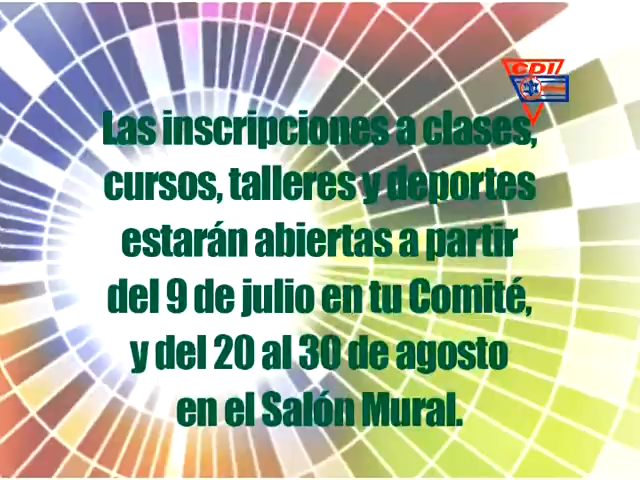 CDI
Las inscripciones a clases,
cursos, talleres y deportes
estarán abiertas a partir
del 9 de julio en tu Comité,
y del 20 al 30 de agosto
en el Salón Mural.